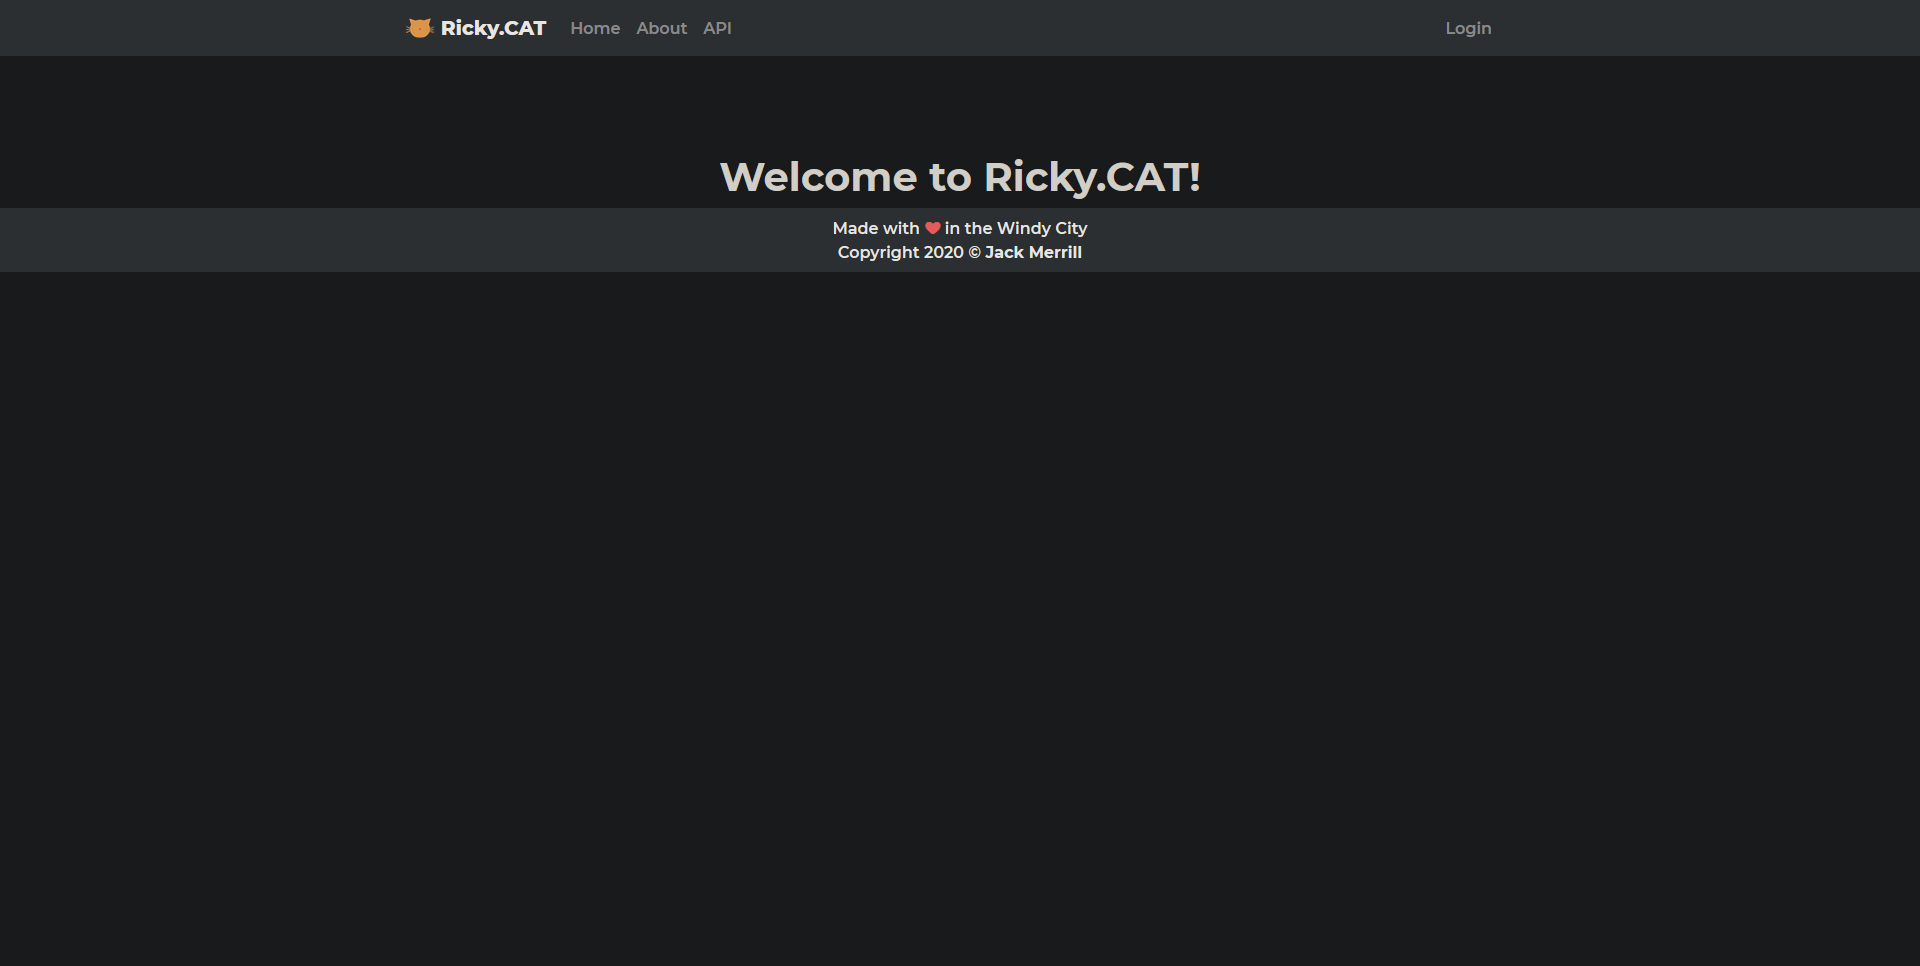 Ricky.CAT Home About API Login
Welcome to Ricky.CAT!
Made with ❤ in the Windy City
Copyright 2020 © Jack Merrill